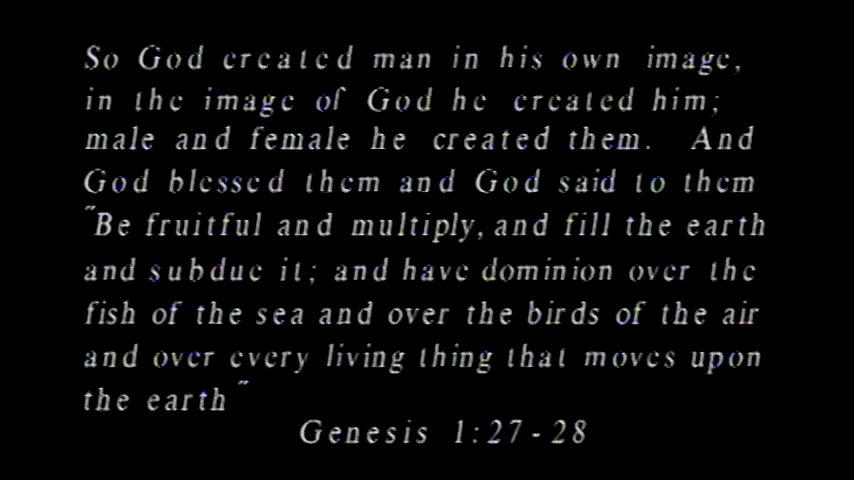 So God created man in his own image,
in the image of God he created him;
male and female he created them. And
God blessed them and God said to them
"Be fruitful and multiply, and fill the earth
and subdue it; and have dominion over the
fish of the sea and over the birds of the air
and over every living thing that moves upon
the earth"
Genesis 1:27-28